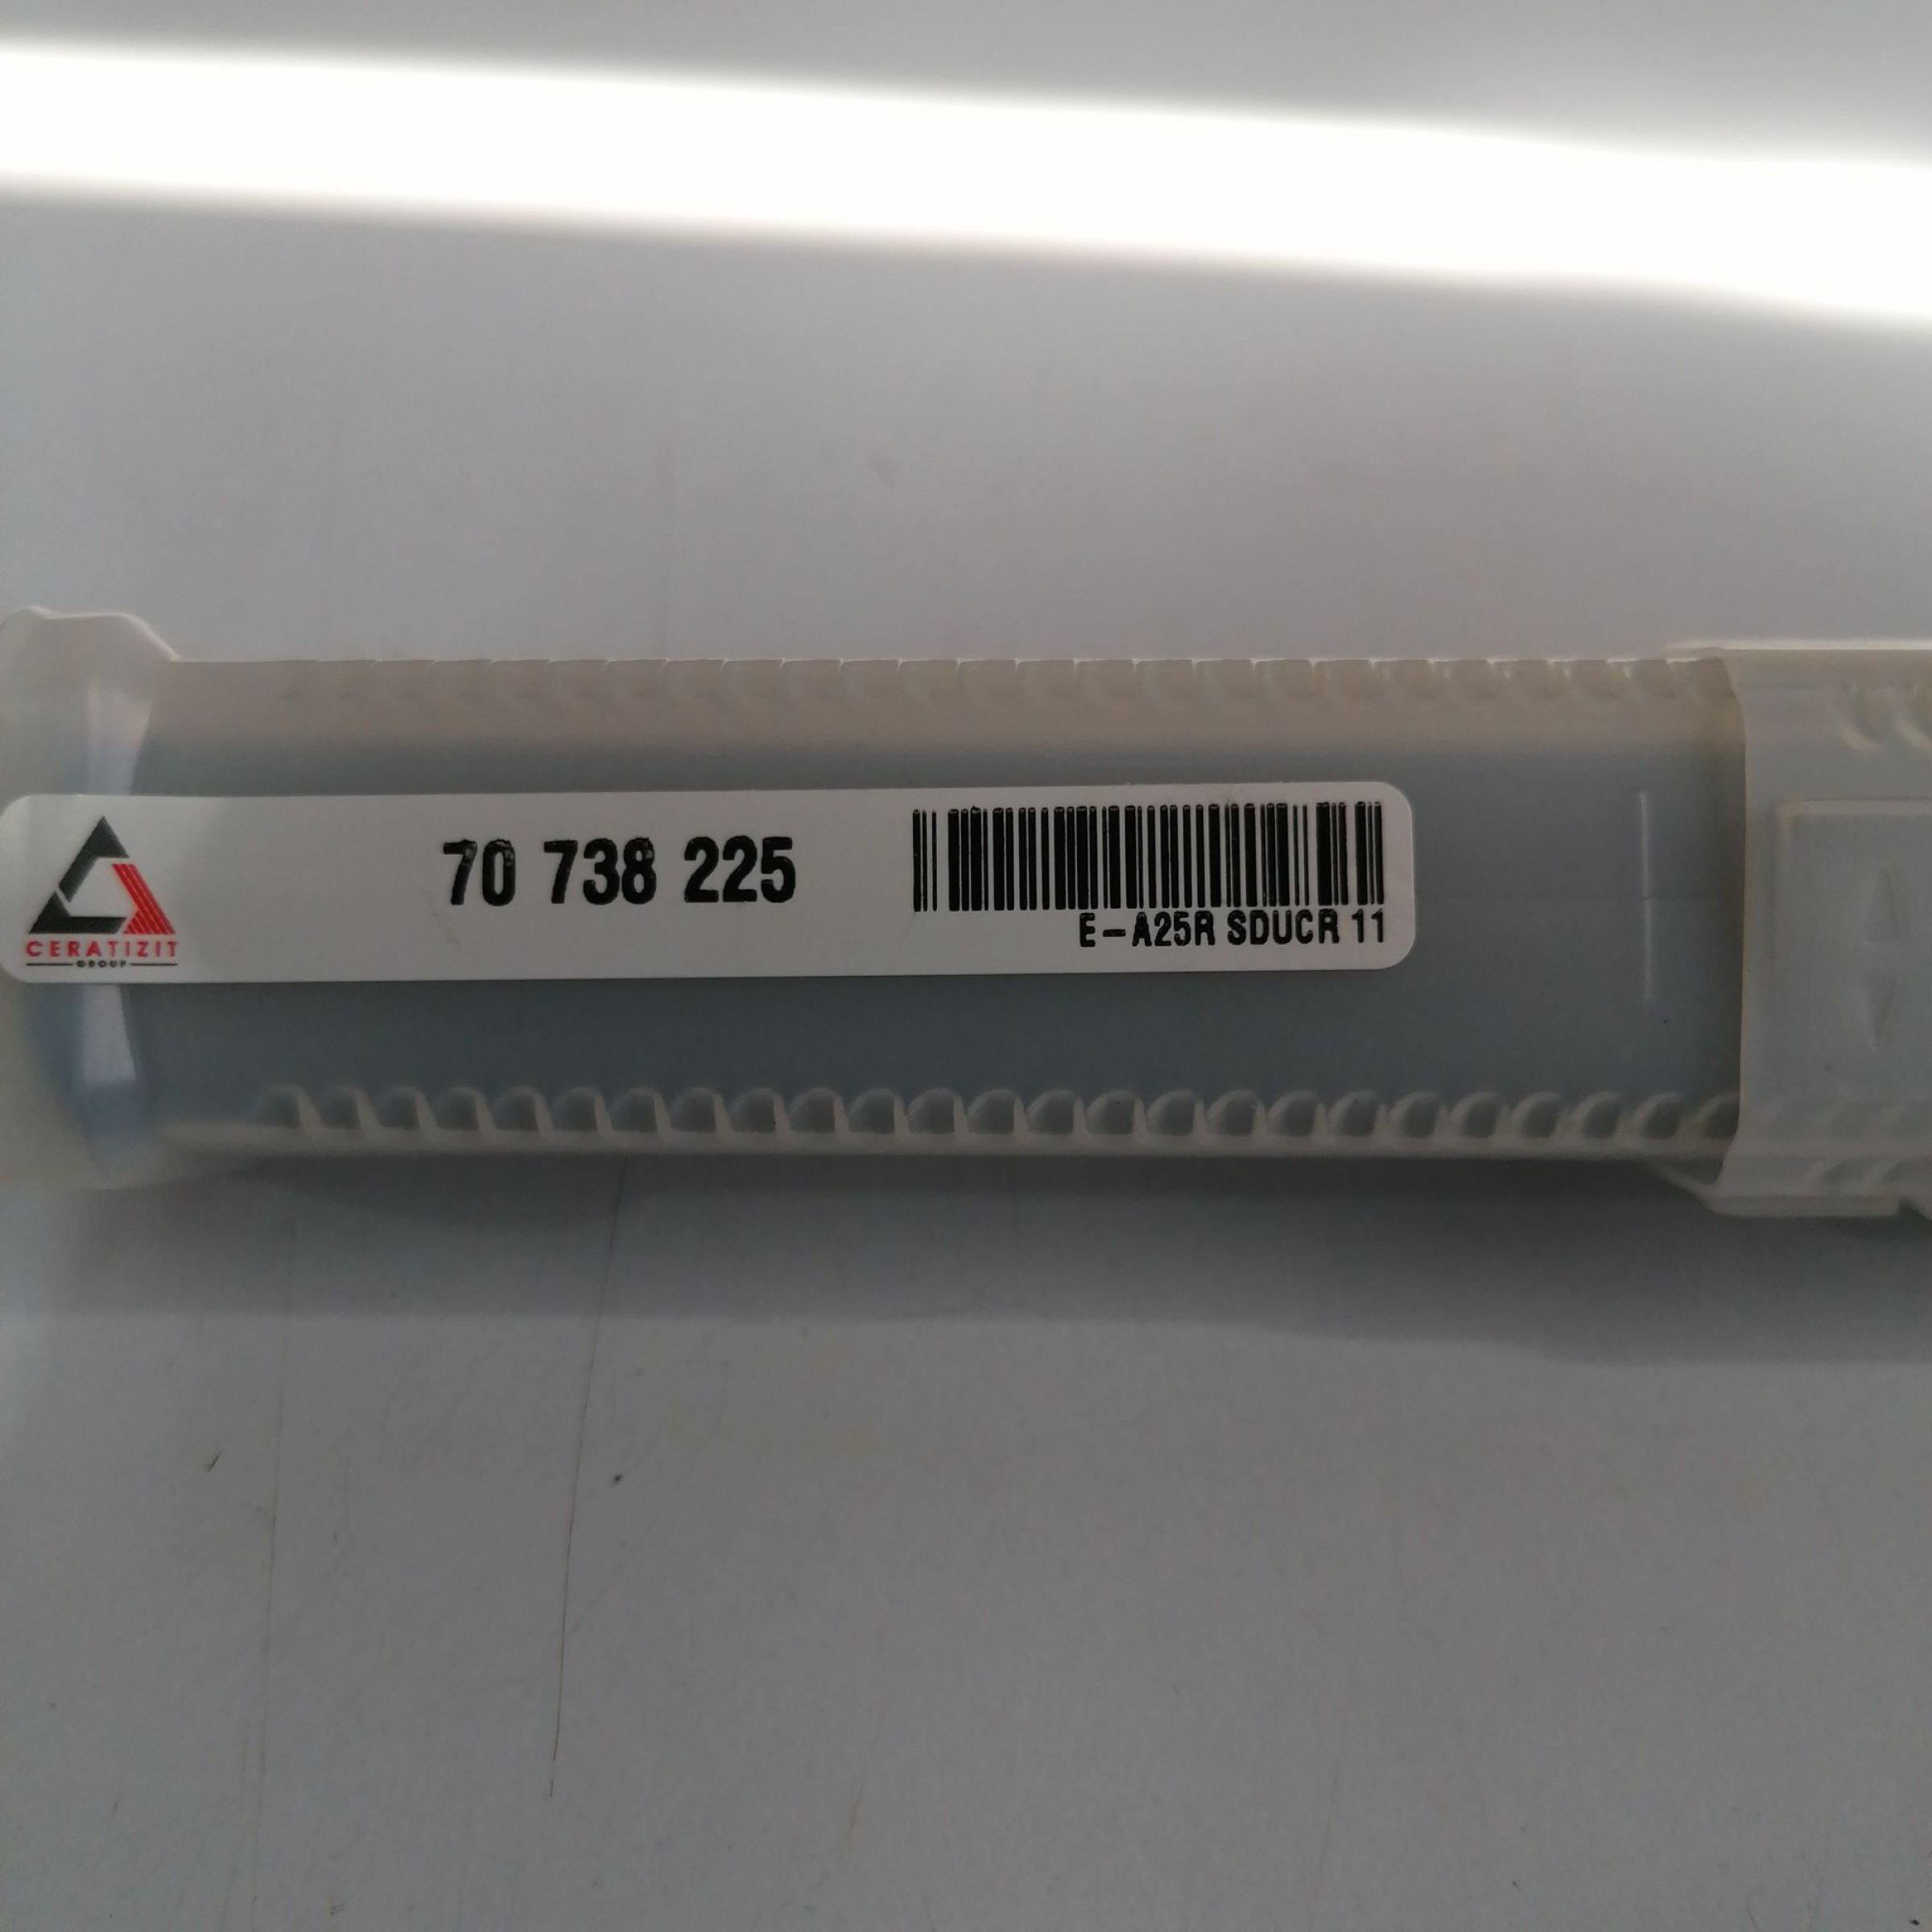 70 738 225
E-A25R SDUCR 11
CERATIZIT
GROUP